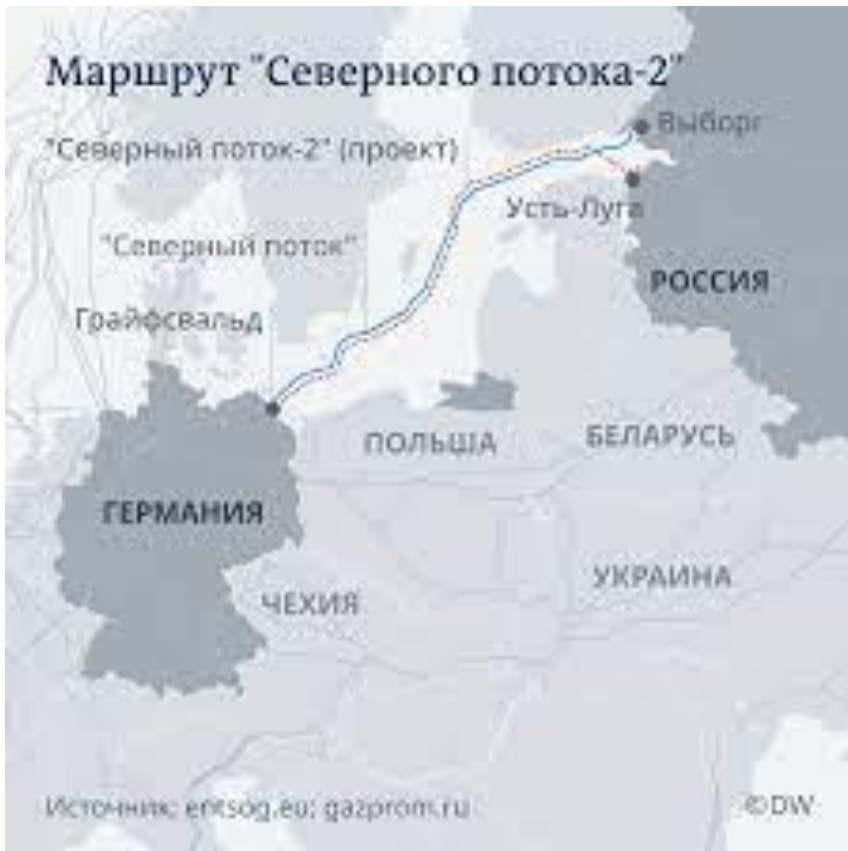 Маршрут "Северного потока-2"
Выборг
"Северный поток-2" (проект)
Усть-Луга
"Северный поток"
РОССИЯ
Грайфсвальд
ПОЛЬША
БЕЛАРУСЬ
ГЕРМАНИЯ
УКРАИНА
ЧЕХИЯ
Источник: entsog.eu; gazprom.ru
©DW